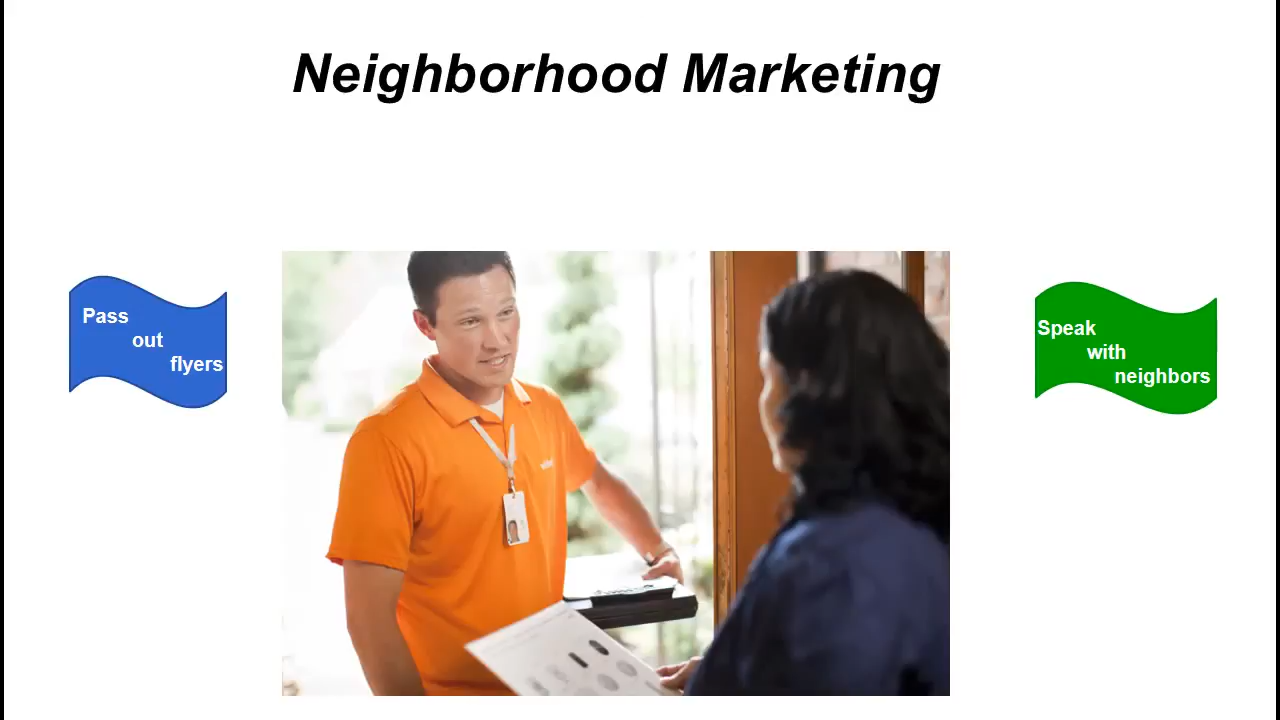 Neighborhood Marketing
Pass
out
flyers
Speak
with
neighbors